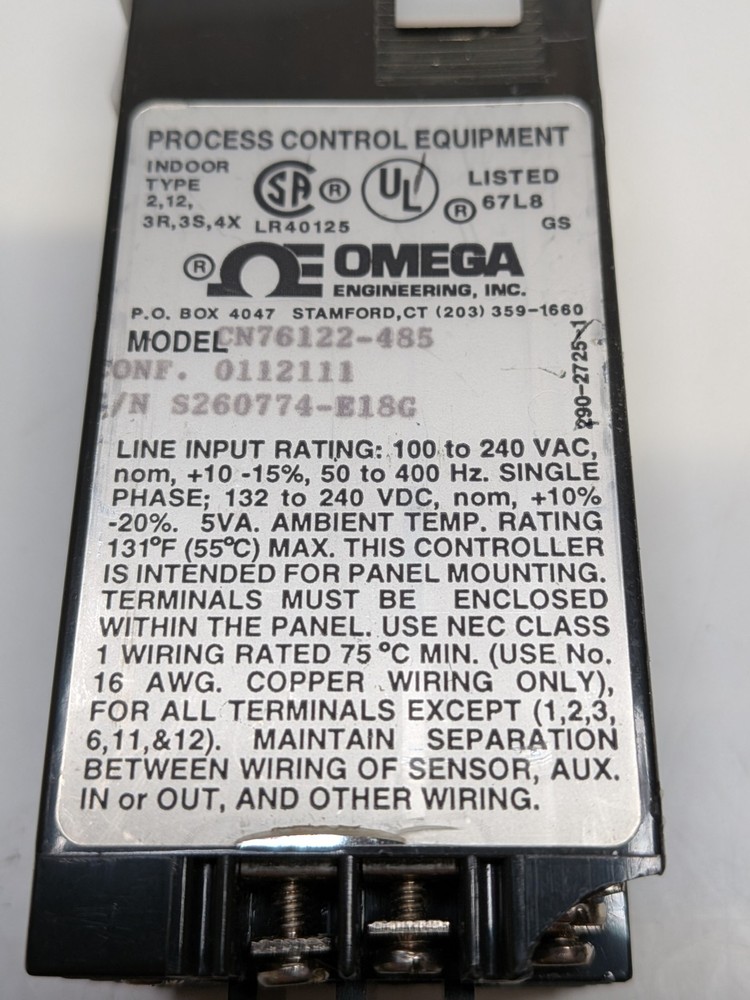 PROCESS CONTROL EQUIPMENT
INDOOR
TYPE
2,12,
3R,3S,4X
SA ®
LR40125
UL ®
LISTED
67L8
GS
® OMEGA
ENGINEERING, INC.
P.O. BOX 4047 STAMFORD,CT (203) 359-1660
MODEL CN76122-485
CONF. 0112111
S/N S260774-E18G
290-2725-1
LINE INPUT RATING: 100 to 240 VAC,
nom, +10 -15%, 50 to 400 Hz. SINGLE
PHASE; 132 to 240 VDC, nom, +10%
-20%. 5VA. AMBIENT TEMP. RATING
131°F (55°C) MAX. THIS CONTROLLER
IS INTENDED FOR PANEL MOUNTING.
TERMINALS MUST BE ENCLOSED
WITHIN THE PANEL. USE NEC CLASS
1 WIRING RATED 75 °C MIN. (USE No.
16 AWG. COPPER WIRING ONLY),
FOR ALL TERMINALS EXCEPT (1,2,3,
6,11,&12). MAINTAIN SEPARATION
BETWEEN WIRING OF SENSOR, AUX.
IN or OUT, AND OTHER WIRING.